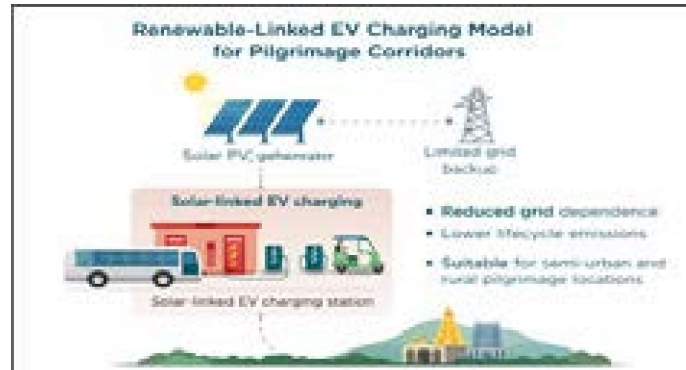 Renewable-Linked EV Charging Model
for Pilgrimage Corridors
Solar PV, gehenrator
Limited grid
backup
Solar-linked EV charging
• Reduced grid dependence
• Lower lifecycle emissions
• Suitable for semi-urban and
rural pilgrimage locations
Solar-linked EV charging station